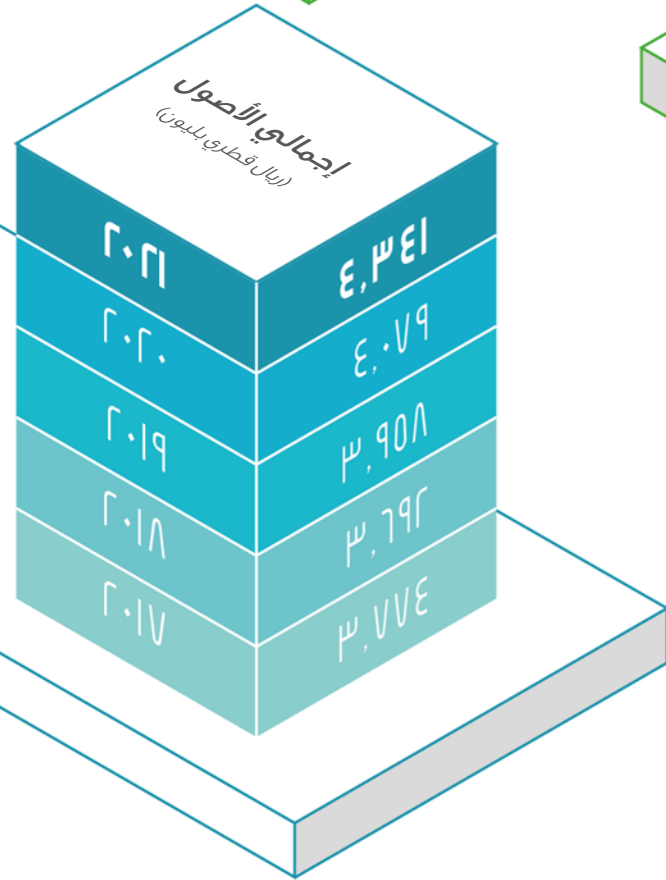 إجمالي الأصول
(ريال قطري بليون)
٢٠٢١ ٤,٣٤١
٢٠٢٠ ٤,٠٧٩
٢٠١٩ ٣,٩٥٨
٢٠١٨ ٣,٦٩٢
٢٠١٧ ٣,٧٧٤